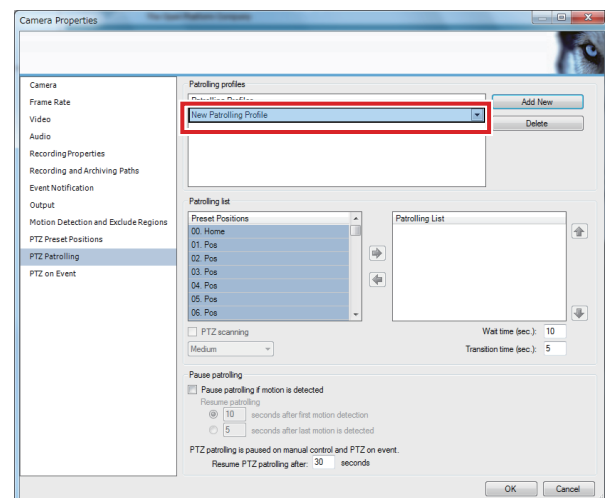 Camera Properties
Camera
Frame Rate
Video
Audio
Recording Properties
Recording and Archiving Paths
Event Notification
Output
Motion Detection and Exclude Regions
PTZ Preset Positions
PTZ Patrolling
PTZ on Event
Patrolling profiles
Patrolling Profiles
New Patrolling Profile
Add New
Delete
Patrolling list
Preset Positions
00. Home
01. Pos
02. Pos
03. Pos
04. Pos
05. Pos
06. Pos
Patrolling List
PTZ scanning
Medium
Wait time (sec.): 10
Transition time (sec.): 5
Pause patrolling
Pause patrolling if motion is detected
Resume patrolling
10 seconds after first motion detection
5 seconds after last motion is detected
PTZ patrolling is paused on manual control and PTZ on event.
Resume PTZ patrolling after: 30 seconds
OK Cancel